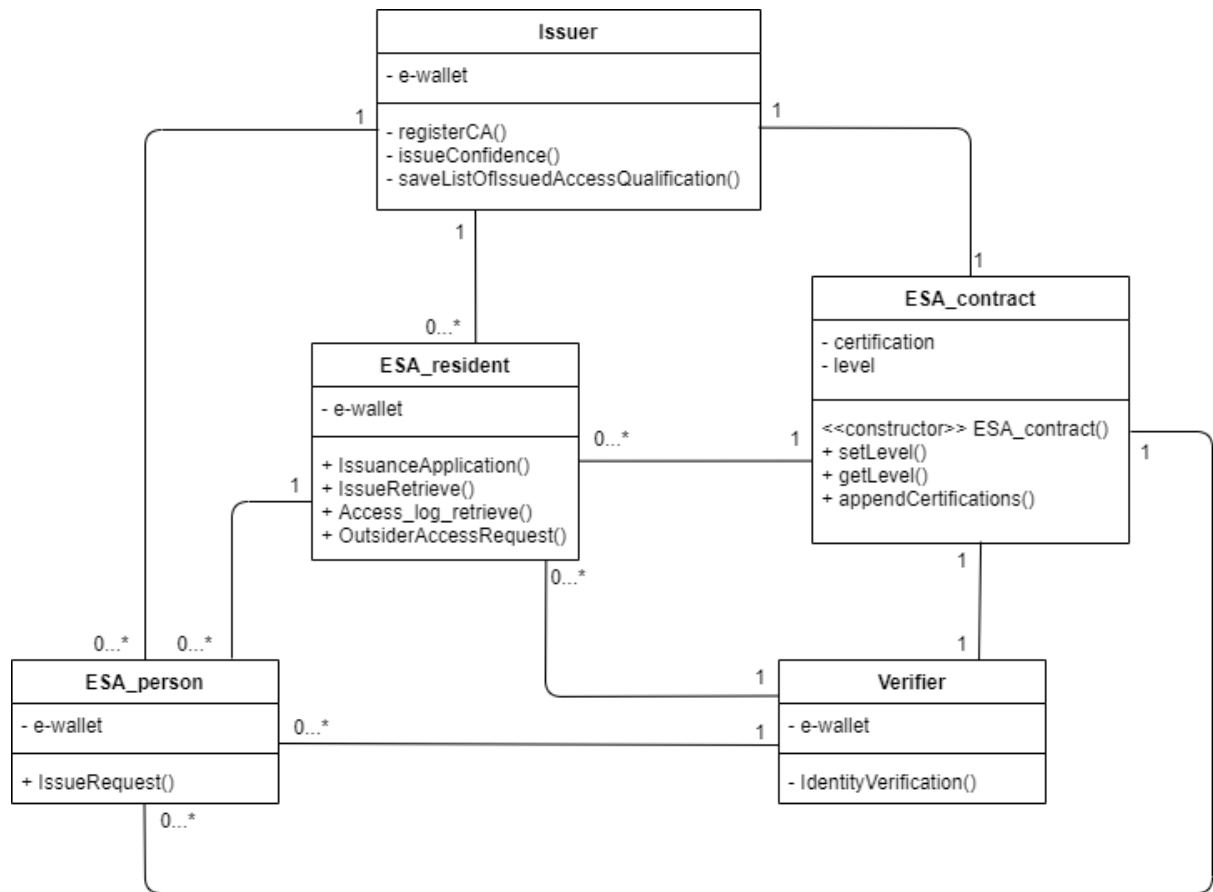 Issuer
- e-wallet
- registerCA()
- issueConfidence()
- saveListOfIssuedAccessQualification()
1
1
1
1
0...*
ESA_contract
- certification
- level
<<constructor>> ESA_contract()
+ setLevel()
+ getLevel()
+ appendCertifications()
ESA_resident
- e-wallet
+ IssuanceApplication()
+ IssueRetrieve()
+ Access_log_retrieve()
+ OutsiderAccessRequest()
0...*
1
1
1
0...*
1
0...*
0...*
1
1
ESA_person
- e-wallet
+ IssueRequest()
0...*
1
Verifier
- e-wallet
- IdentityVerification()
0...*